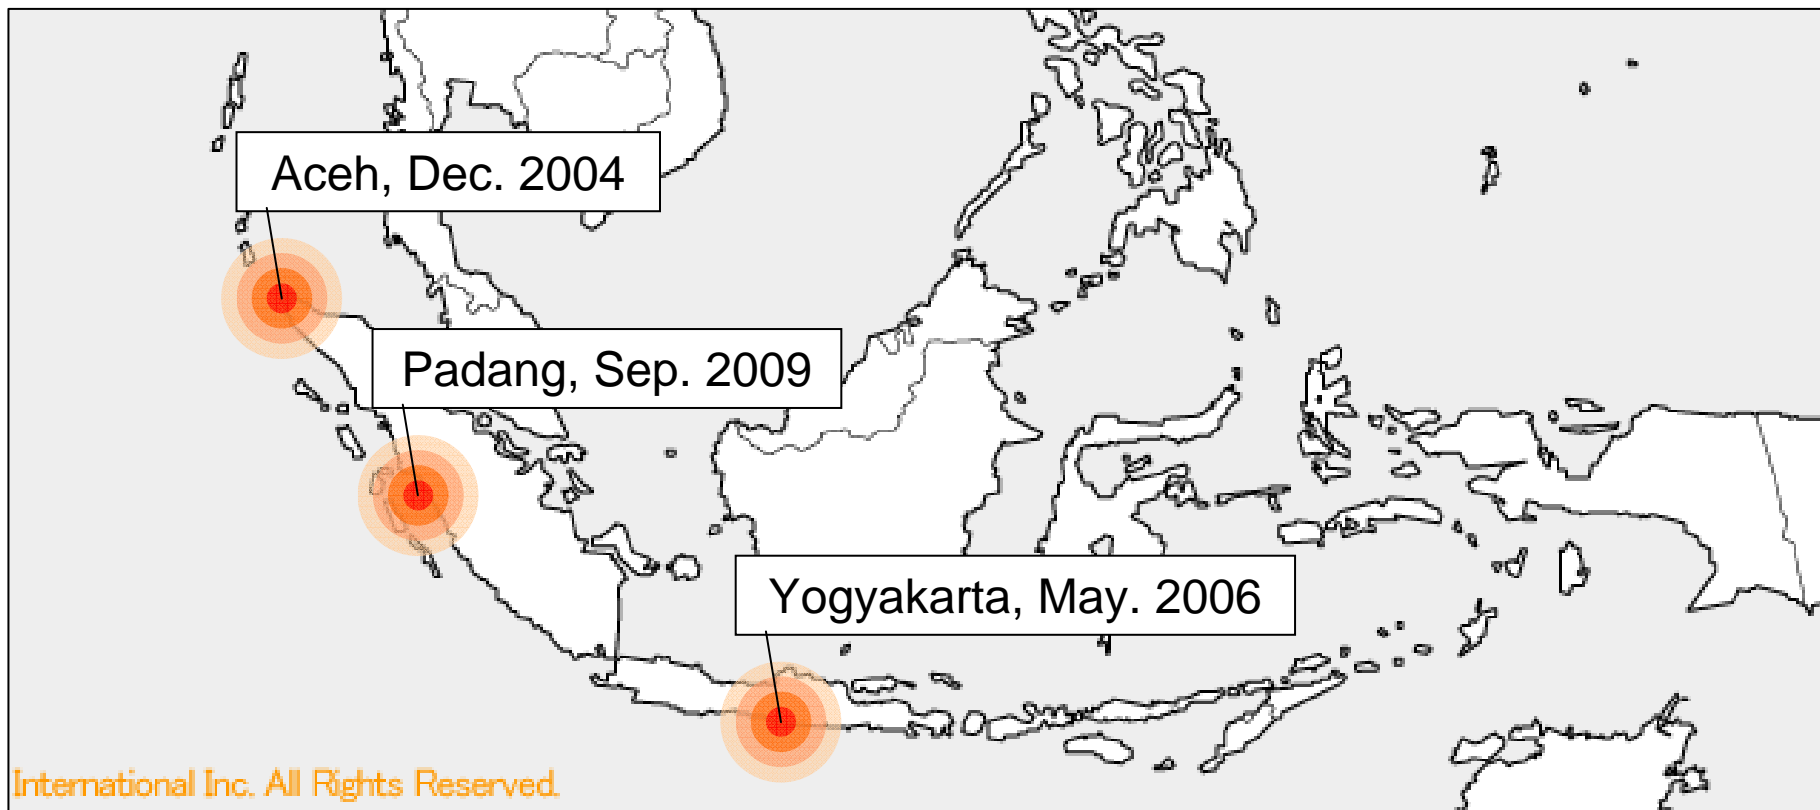 Aceh, Dec. 2004
Padang, Sep. 2009
Yogyakarta, May. 2006
International Inc. All Rights Reserved.